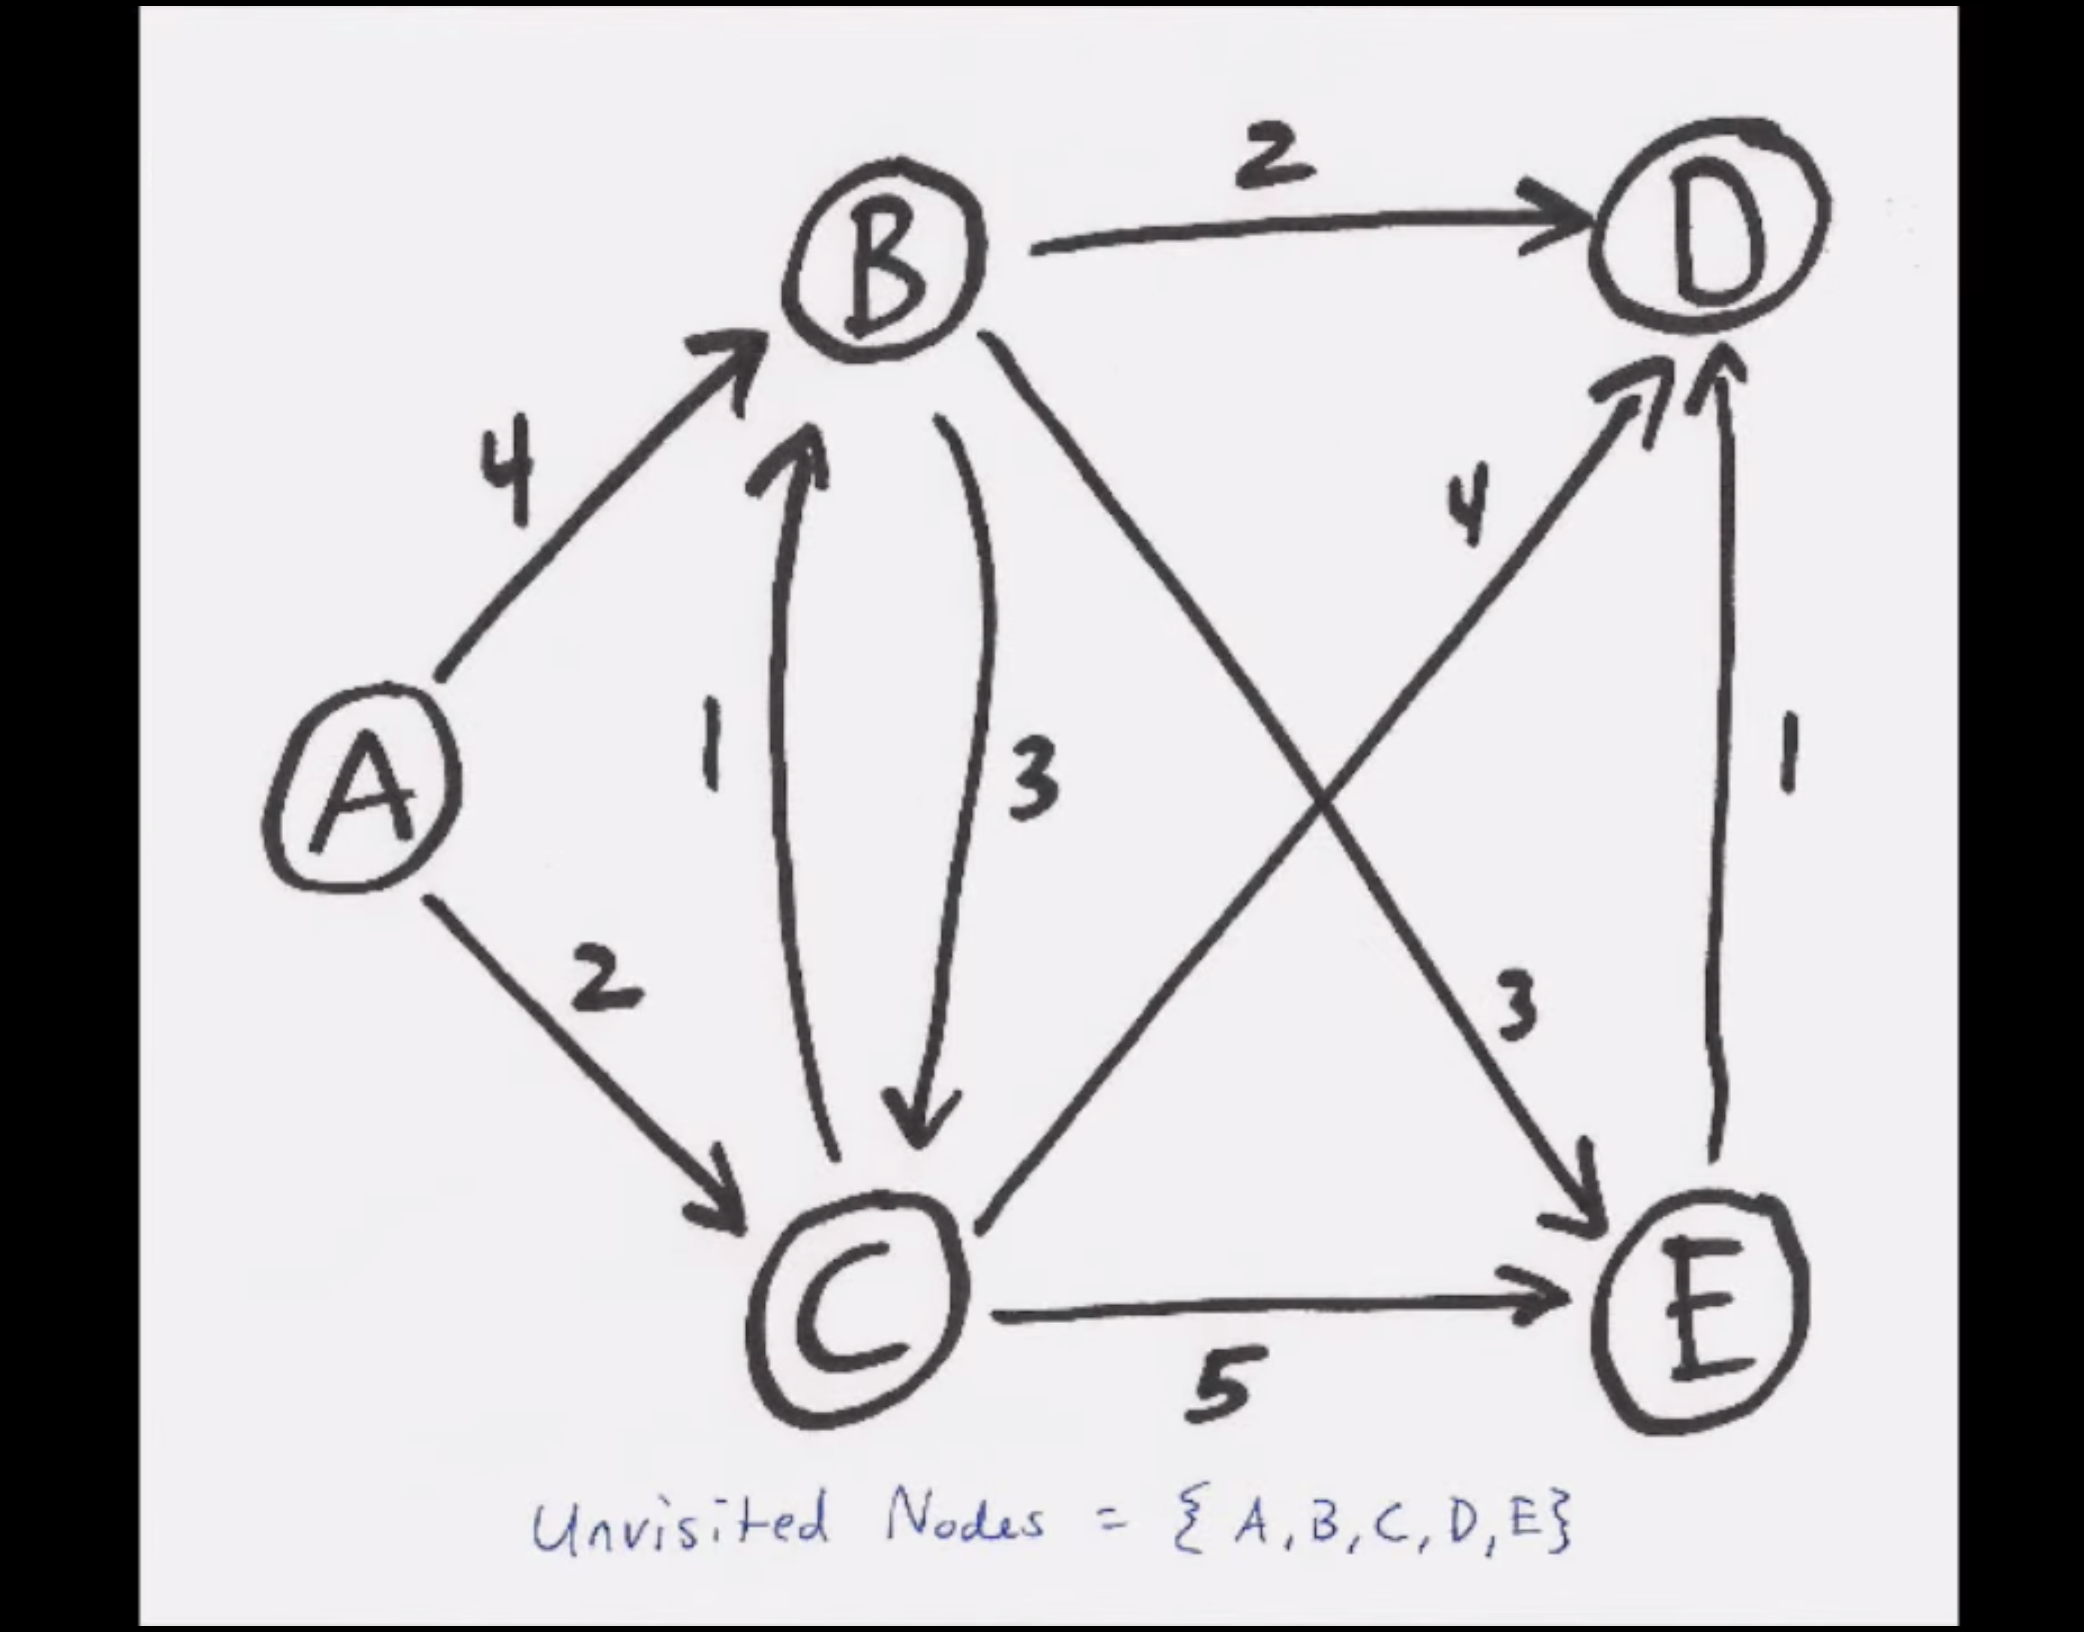 2
B
D
4
4
1
3
1
A
2
3
C
E
5
Unvisited Nodes = { A, B, C, D, E}